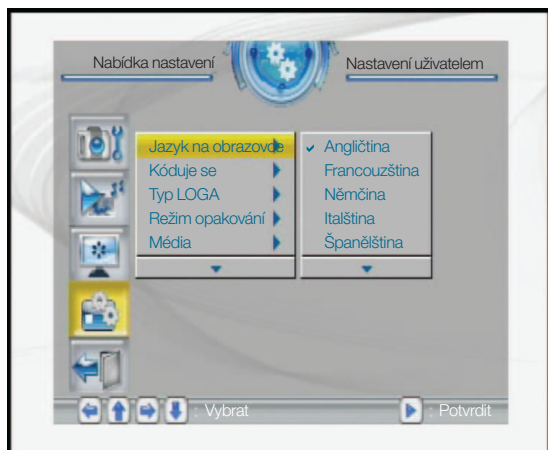 Nabídka nastavení
Nastavení uživatelem
Jazyk na obrazovce
Kóduje se
Typ LOGA
Režim opakování
Média
✓ Angličtina
Francouzština
Němčina
Italština
Španělština
: Vybrat
: Potvrdit